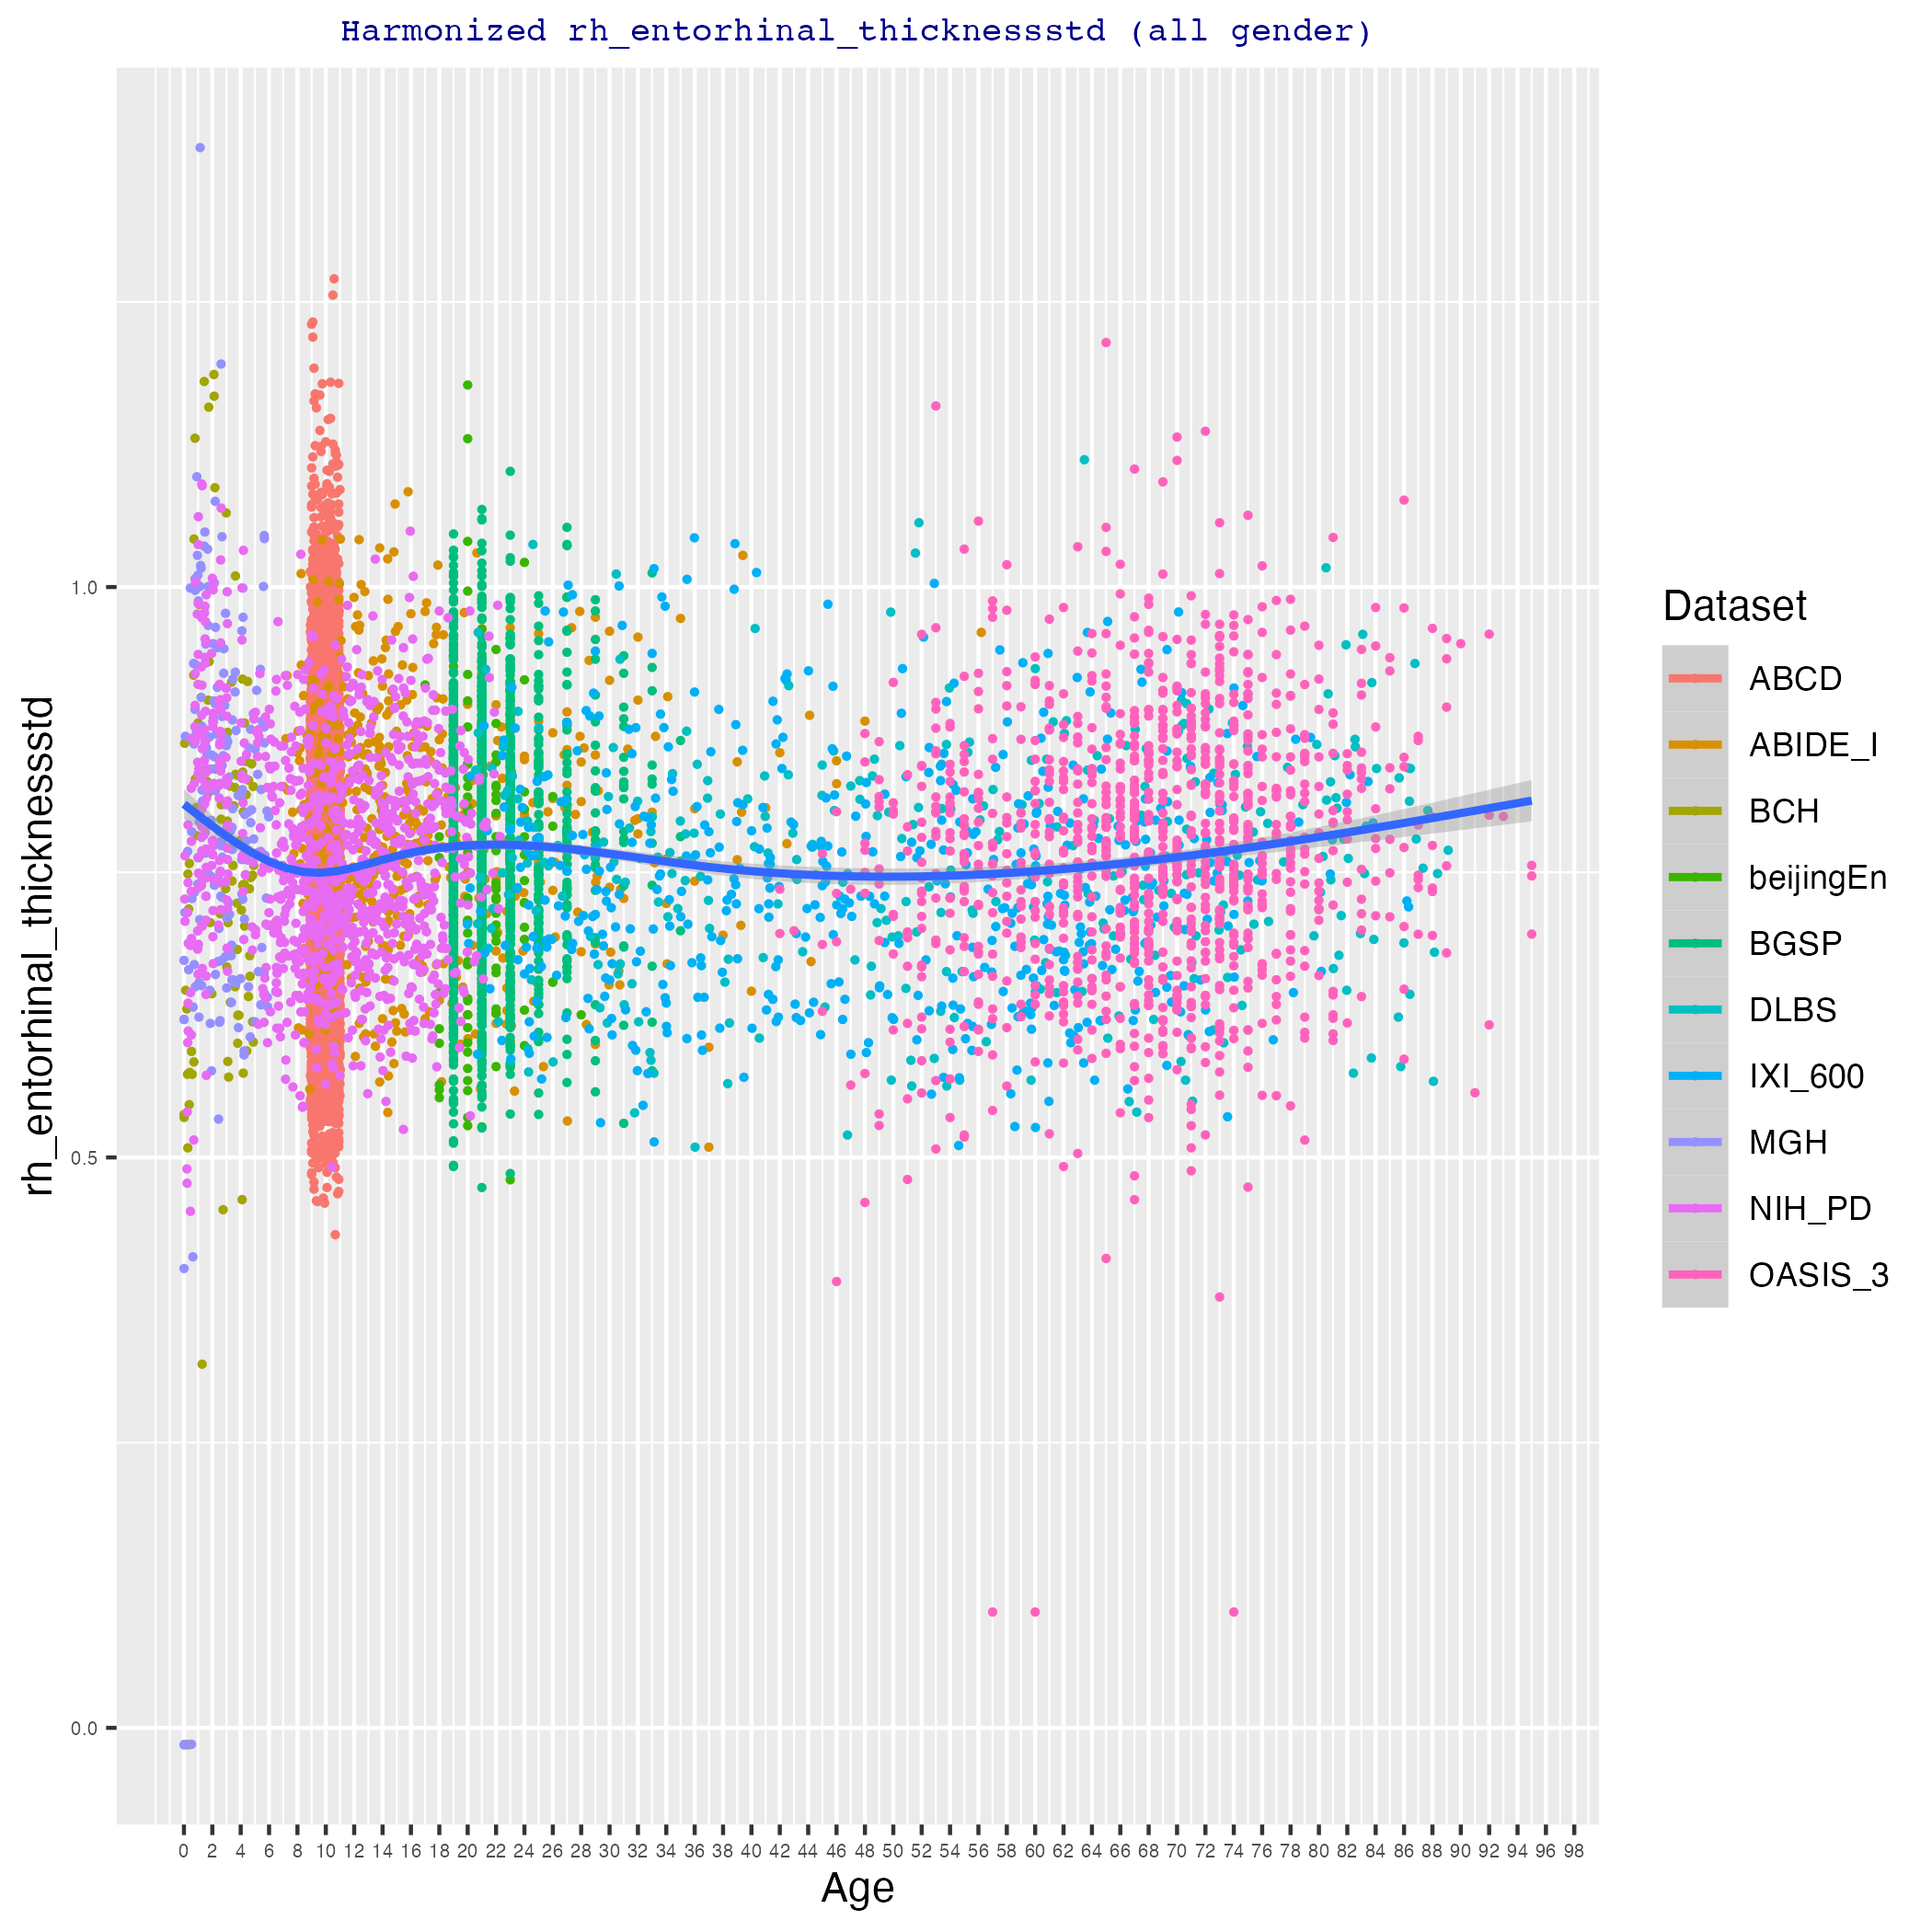 Harmonized rh_entorhinal_thicknessstd (all gender)
rh_entorhinal_thicknessstd
1.0
0.5
0.0
0 2 4 6 8 10 12 14 16 18 20 22 24 26 28 30 32 34 36 38 40 42 44 46 48 50 52 54 56 58 60 62 64 66 68 70 72 74 76 78 80 82 84 86 88 90 92 94 96 98
Age
Dataset
ABCD
ABIDE_I
BCH
beijingEn
BGSP
DLBS
IXI_600
MGH
NIH_PD
OASIS_3